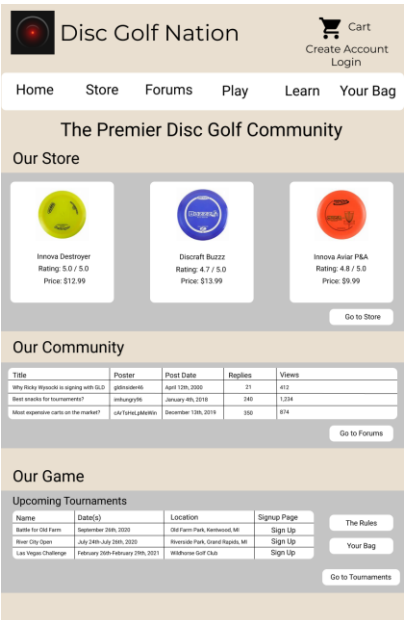 Disc Golf Nation
Cart
Create Account
Login
Home Store Forums Play Learn Your Bag
The Premier Disc Golf Community
Our Store
Innova Destroyer
Rating: 5.0 / 5.0
Price: $12.99
Discraft Buzzz
Rating: 4.7 / 5.0
Price: $13.99
Innova Aviar P&A
Rating: 4.8 / 5.0
Price: $9.99
Go to Store
Our Community
Title Poster Post Date Replies Views
Why Ricky Wysocki is signing with GLD gldinsider46 April 12th, 2000 21 412
Best snacks for tournaments? imhungry96 January 4th, 2018 340 1,234
Most expensive carts on the market? cArTsHeLpMeWin December 13th, 2019 350 874
Go to Forums
Our Game
Upcoming Tournaments
Name Date(s) Location Signup Page
Battle for Old Farm September 26th, 2020 Old Farm Park, Kentwood, MI Sign Up
River City Open July 24th-July 26th, 2020 Riverside Park, Grand Rapids, MI Sign Up
Las Vegas Challenge February 26th-February 29th, 2021 Wildhorse Golf Club Sign Up
The Rules
Your Bag
Go to Tournaments